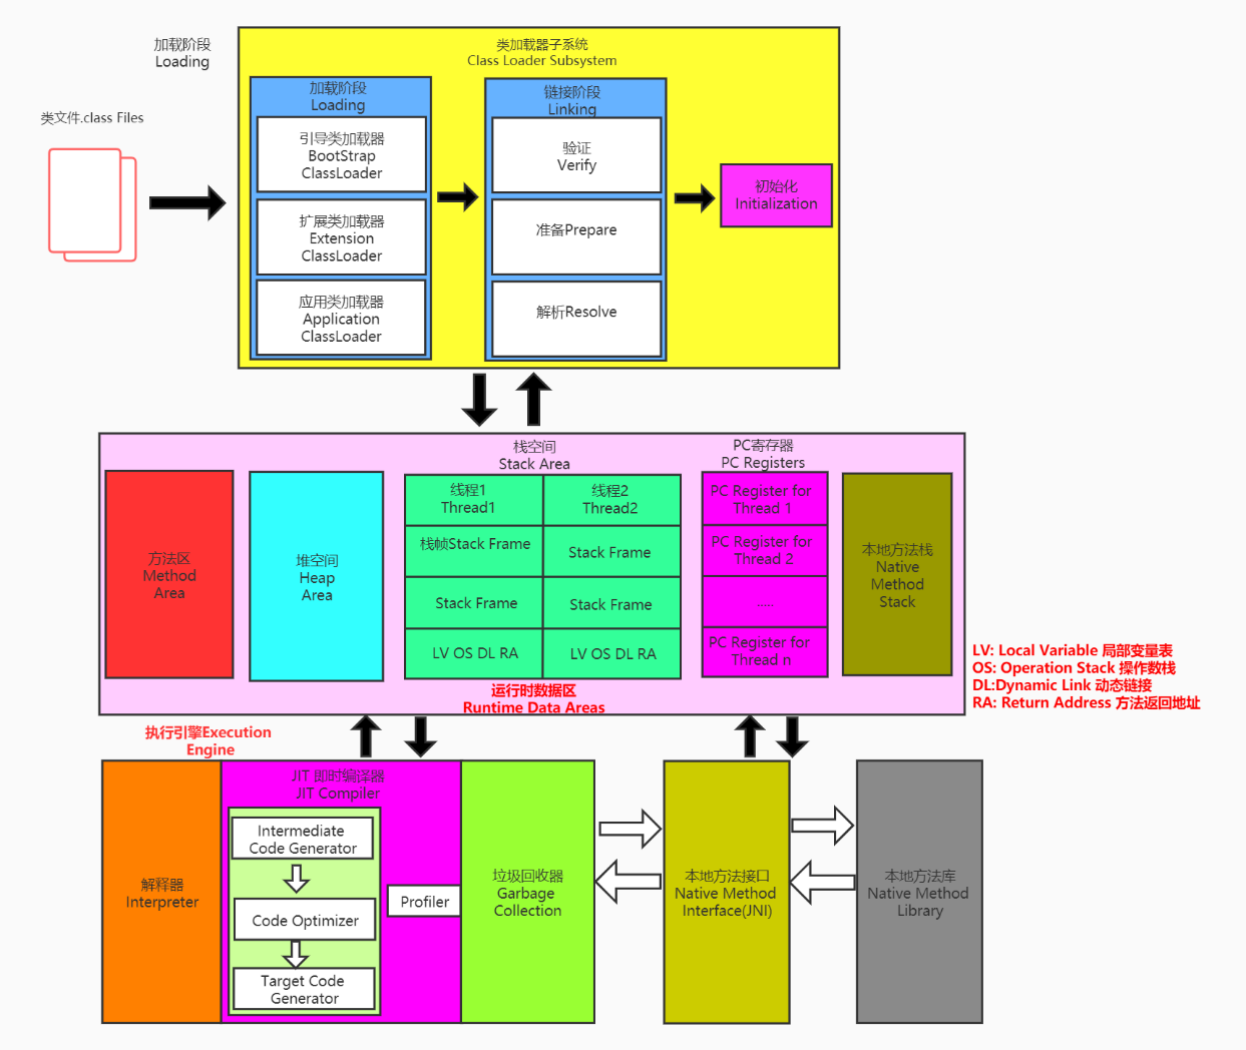 加载阶段
Loading
类文件.class Files
类加载器子系统
Class Loader Subsystem
加载阶段
Loading
引导类加载器
BootStrap
ClassLoader
扩展类加载器
Extension
ClassLoader
应用类加载器
Application
ClassLoader
链接阶段
Linking
验证
Verify
准备Prepare
解析Resolve
初始化
Initialization
方法区
Method
Area
堆空间
Heap
Area
栈空间
Stack Area
线程1
Thread1
线程2
Thread2
栈帧Stack Frame
Stack Frame
Stack Frame
Stack Frame
LV OS DL RA
LV OS DL RA
PC寄存器
PC Registers
PC Register for
Thread 1
PC Register for
Thread 2
.....
PC Register for
Thread n
本地方法栈
Native
Method
Stack
运行时数据区
Runtime Data Areas
LV: Local Variable 局部变量表
OS: Operation Stack 操作数栈
DL:Dynamic Link 动态链接
RA: Return Address 方法返回地址
执行引擎Execution
Engine
解释器
Interpreter
JIT 即时编译器
JIT Compiler
Intermediate
Code Generator
Code Optimizer
Target Code
Generator
Profiler
垃圾回收器
Garbage
Collection
本地方法接口
Native Method
Interface(JNI)
本地方法库
Native Method
Library